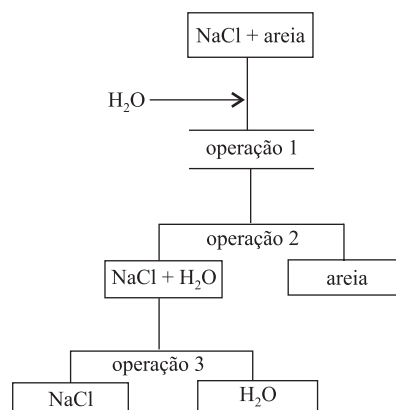 NaCl + areia
H₂O
operação 1
operação 2
NaCl + H₂O
areia
operação 3
NaCl
H₂O